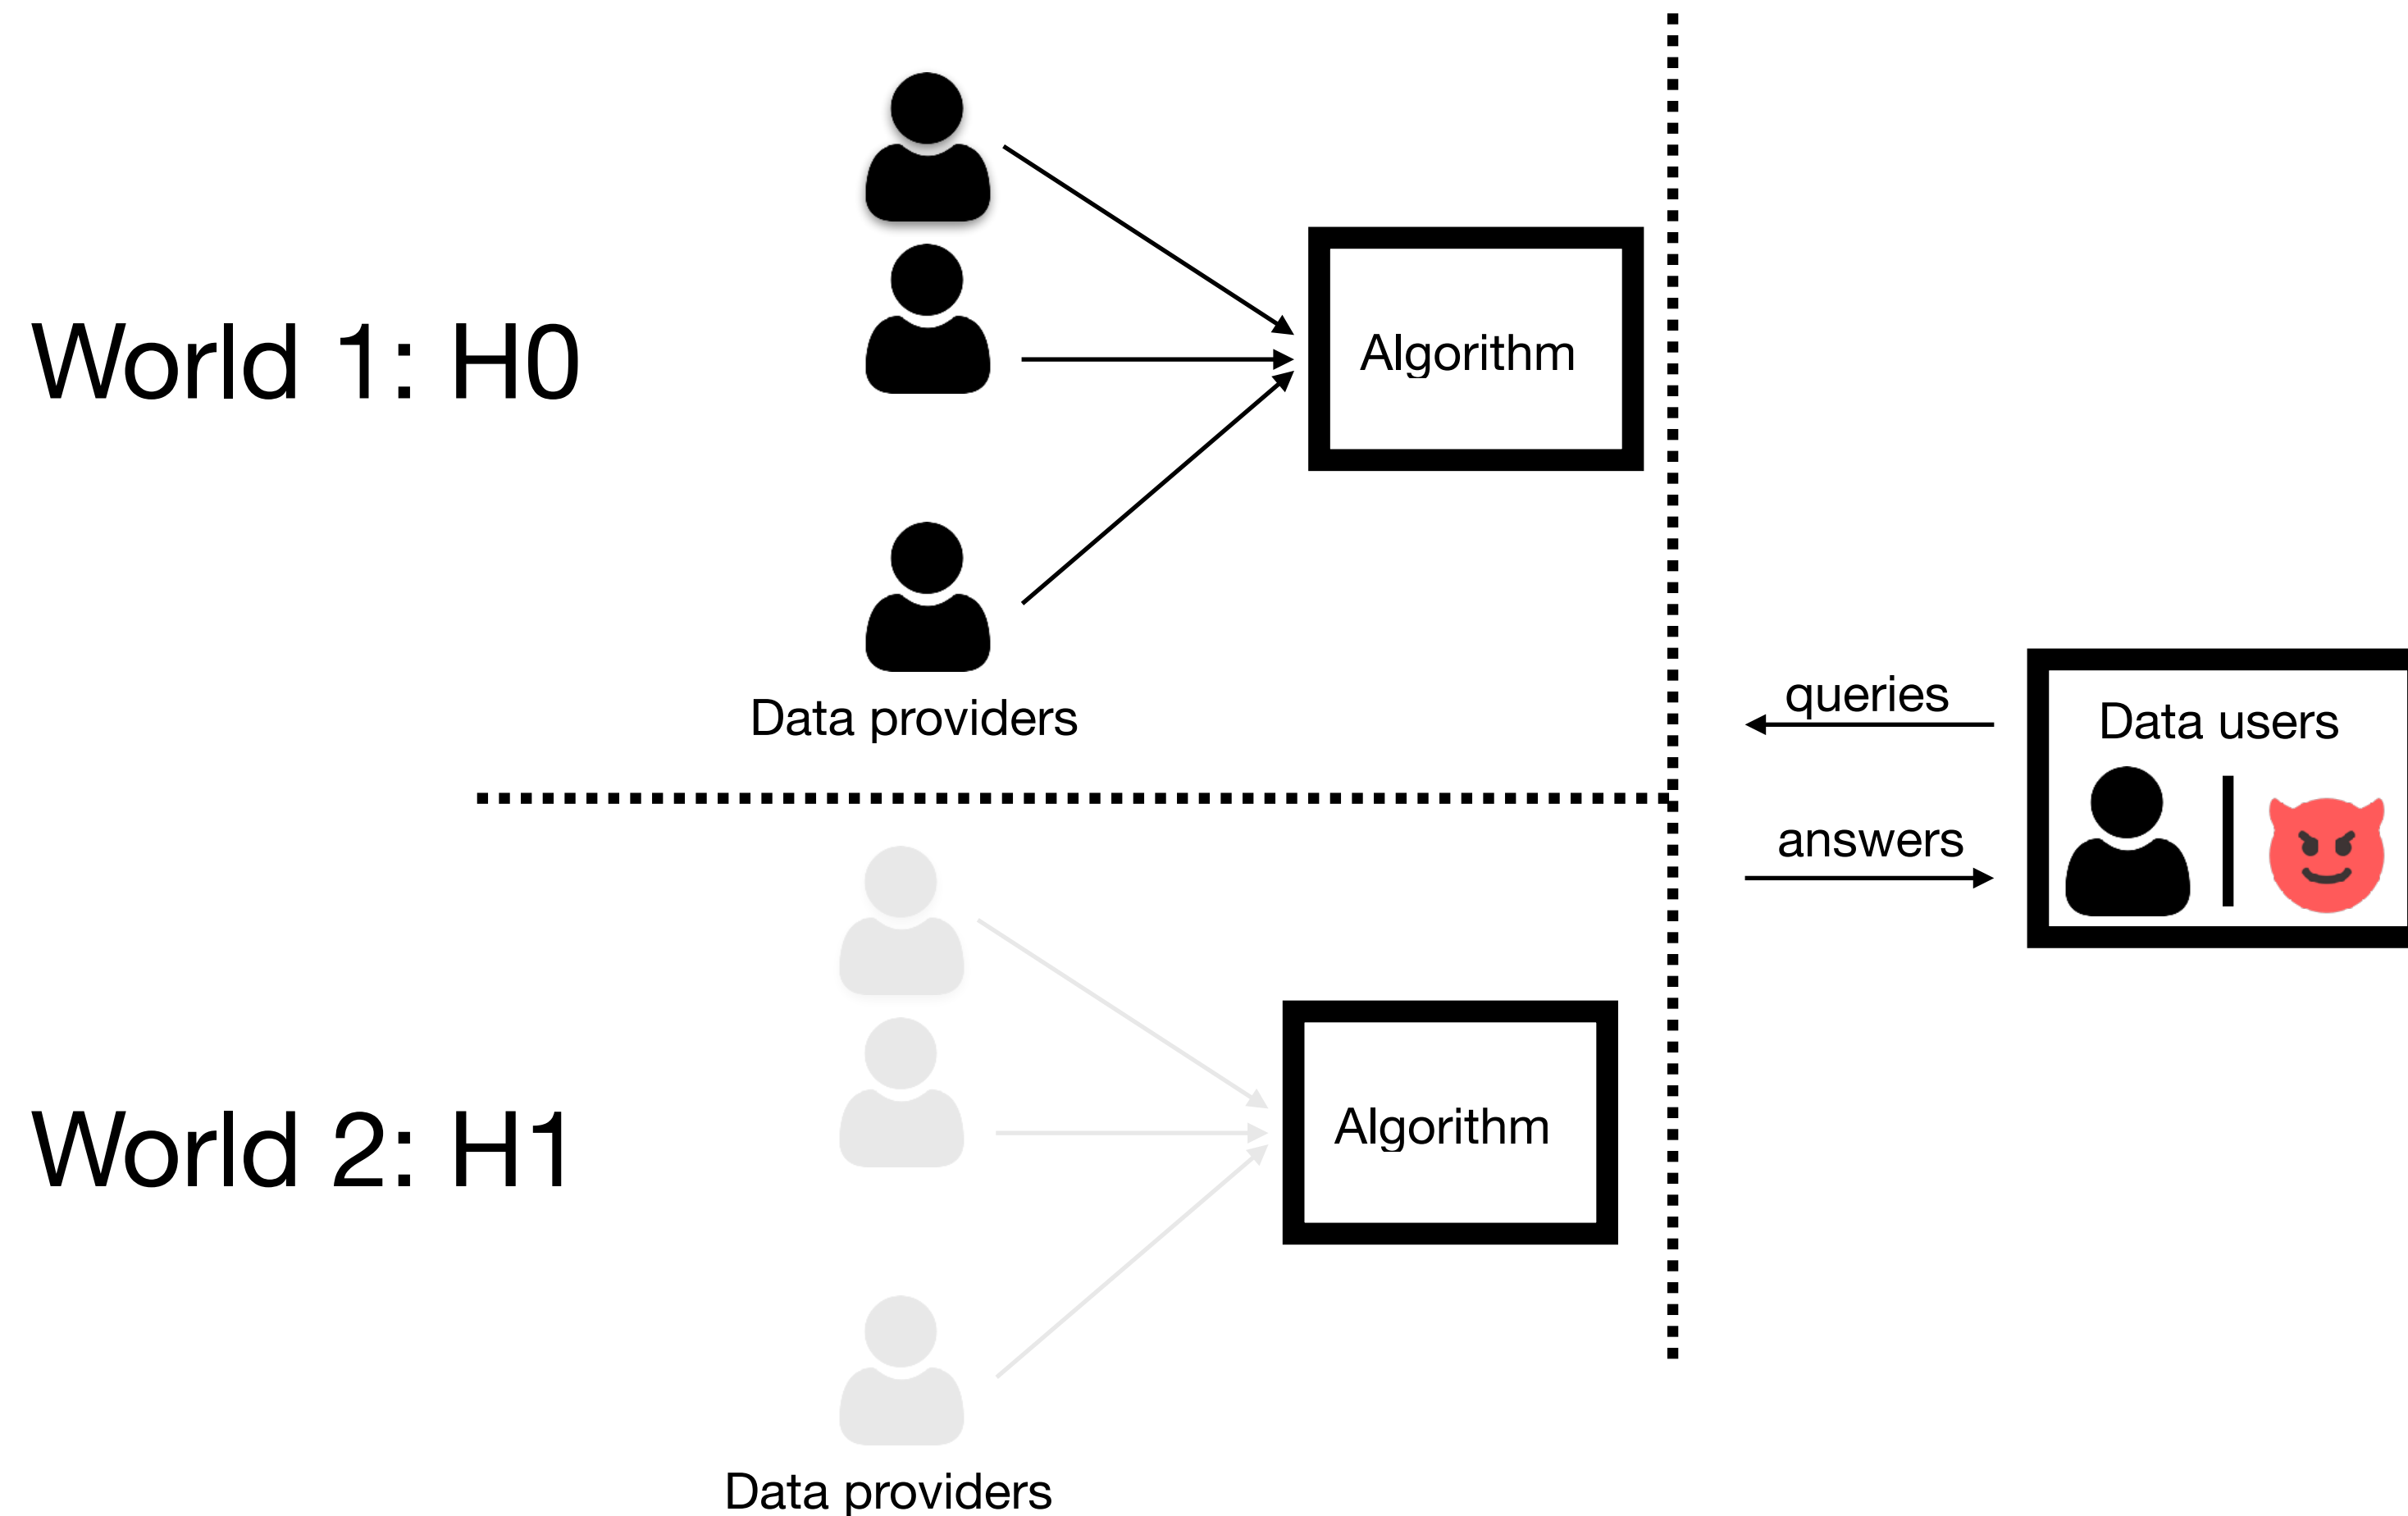 World 1: H0
Algorithm
Data providers
queries
Data users
answers
World 2: H1
Algorithm
Data providers